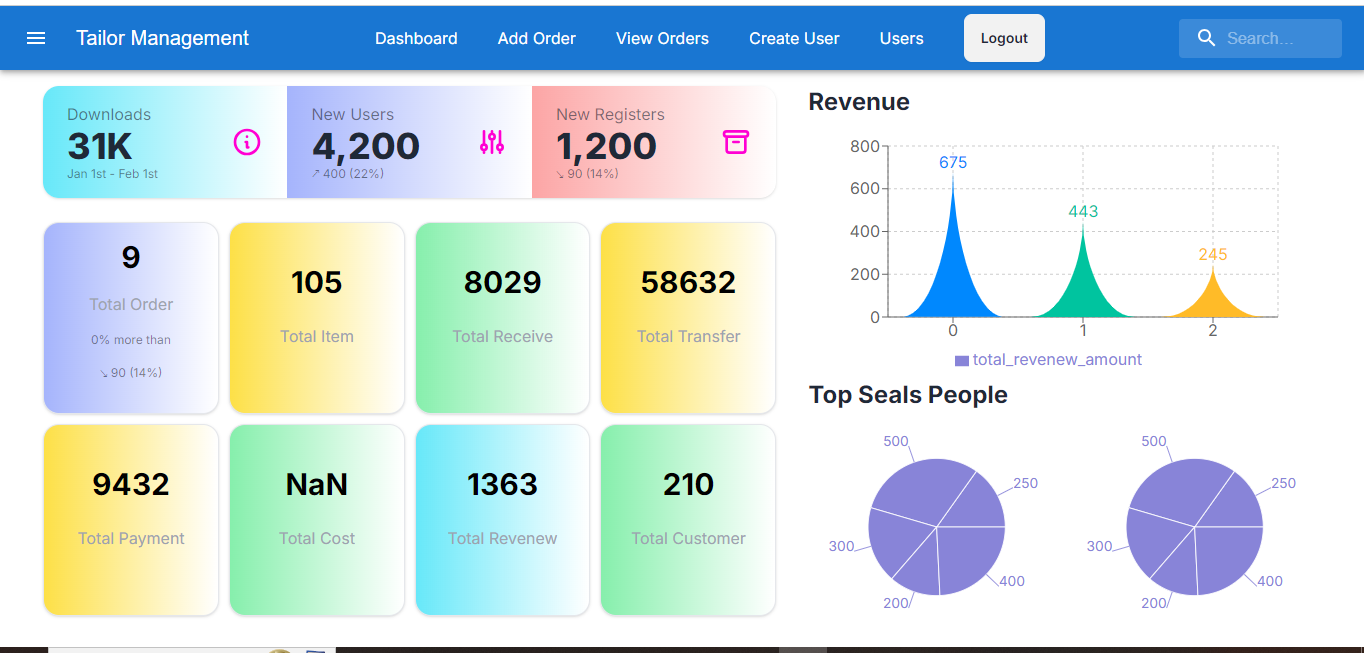 Tailor Management
Dashboard
Add Order
View Orders
Create User
Users
Logout
Search...
Downloads
31K
Jan 1st - Feb 1st
New Users
4,200
↗ 400 (22%)
New Registers
1,200
↘ 90 (14%)
9
Total Order
0% more than
↘ 90 (14%)
105
Total Item
8029
Total Receive
58632
Total Transfer
9432
Total Payment
NaN
Total Cost
1363
Total Revenew
210
Total Customer
Revenue
800
600
400
200
0
675
443
245
0
1
2
total_revenew_amount
Top Seals People
500
250
300
400
200
500
250
300
400
200